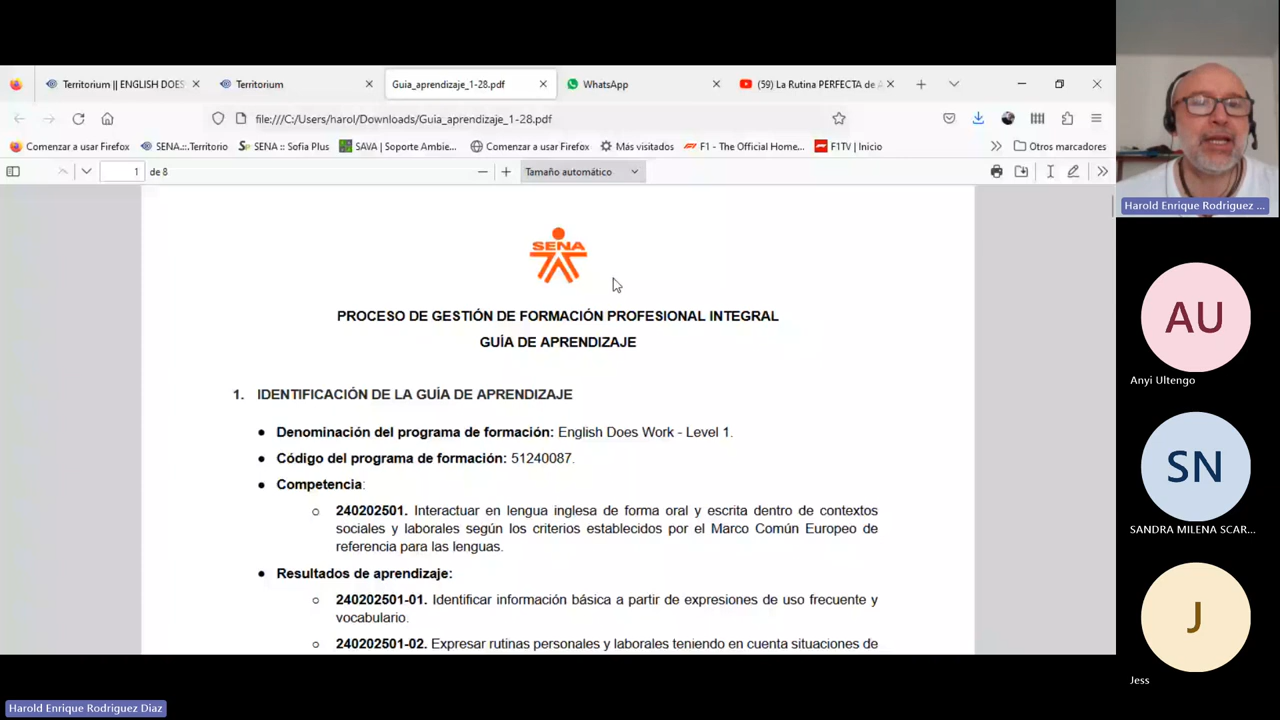 Territorium || ENGLISH DOES
Territorium
Guia_aprendizaje_1-28.pdf
WhatsApp
(59) La Rutina PERFECTA de
file:///C:/Users/harol/Downloads/Guia_aprendizaje_1-28.pdf
Comenzar a usar Firefox
SENA.::.Territorio
SENA :: Sofia Plus
SAVA | Soporte Ambie...
Comenzar a usar Firefox
Más visitados
F1 - The Official Home...
F1TV | Inicio
Otros marcadores
1 de 8
Tamaño automático
SENA
PROCESO DE GESTIÓN DE FORMACIÓN PROFESIONAL INTEGRAL
GUÍA DE APRENDIZAJE
1. IDENTIFICACIÓN DE LA GUÍA DE APRENDIZAJE
● Denominación del programa de formación: English Does Work - Level 1.
● Código del programa de formación: 51240087.
● Competencia:
○ 240202501. Interactuar en lengua inglesa de forma oral y escrita dentro de contextos
sociales y laborales según los criterios establecidos por el Marco Común Europeo de
referencia para las lenguas.
● Resultados de aprendizaje:
○ 240202501-01. Identificar información básica a partir de expresiones de uso frecuente y
vocabulario.
○ 240202501-02. Expresar rutinas personales y laborales teniendo en cuenta situaciones de
Harold Enrique Rodriguez ...
AU
Anyi Ultengo
SN
SANDRA MILENA SCAR...
J
Jess
Harold Enrique Rodriguez Diaz